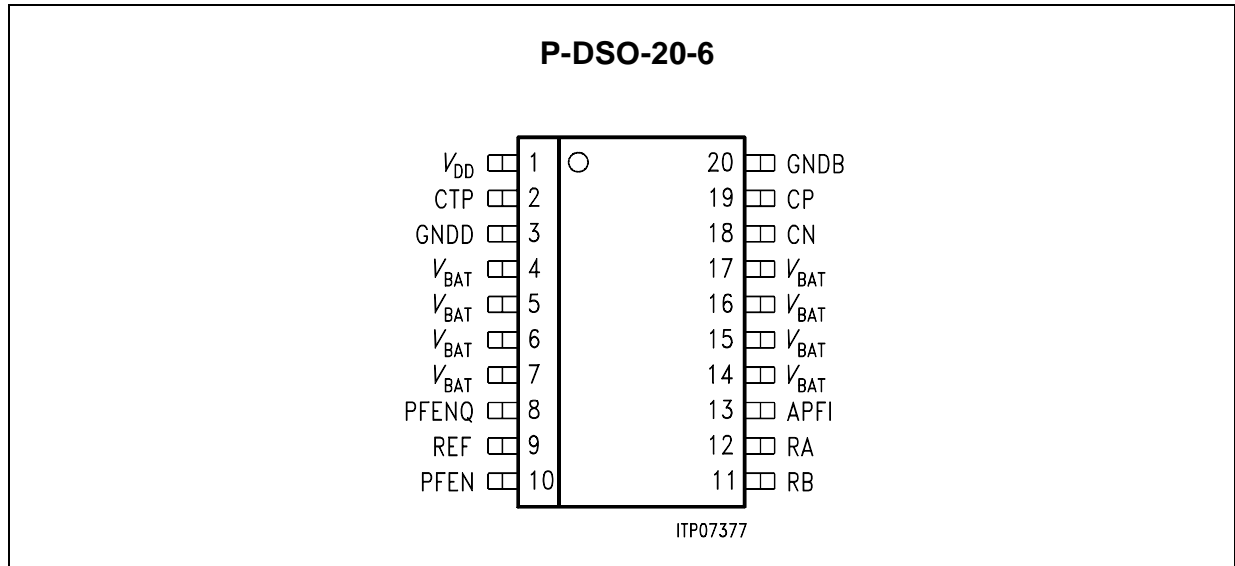 P-DSO-20-6
VDD 1 20 GNDB
CTP 2 19 CP
GNDD 3 18 CN
VBAT 4 17 VBAT
VBAT 5 16 VBAT
VBAT 6 15 VBAT
VBAT 7 14 VBAT
PFENQ 8 13 APFI
REF 9 12 RA
PFEN 10 11 RB
ITP07377